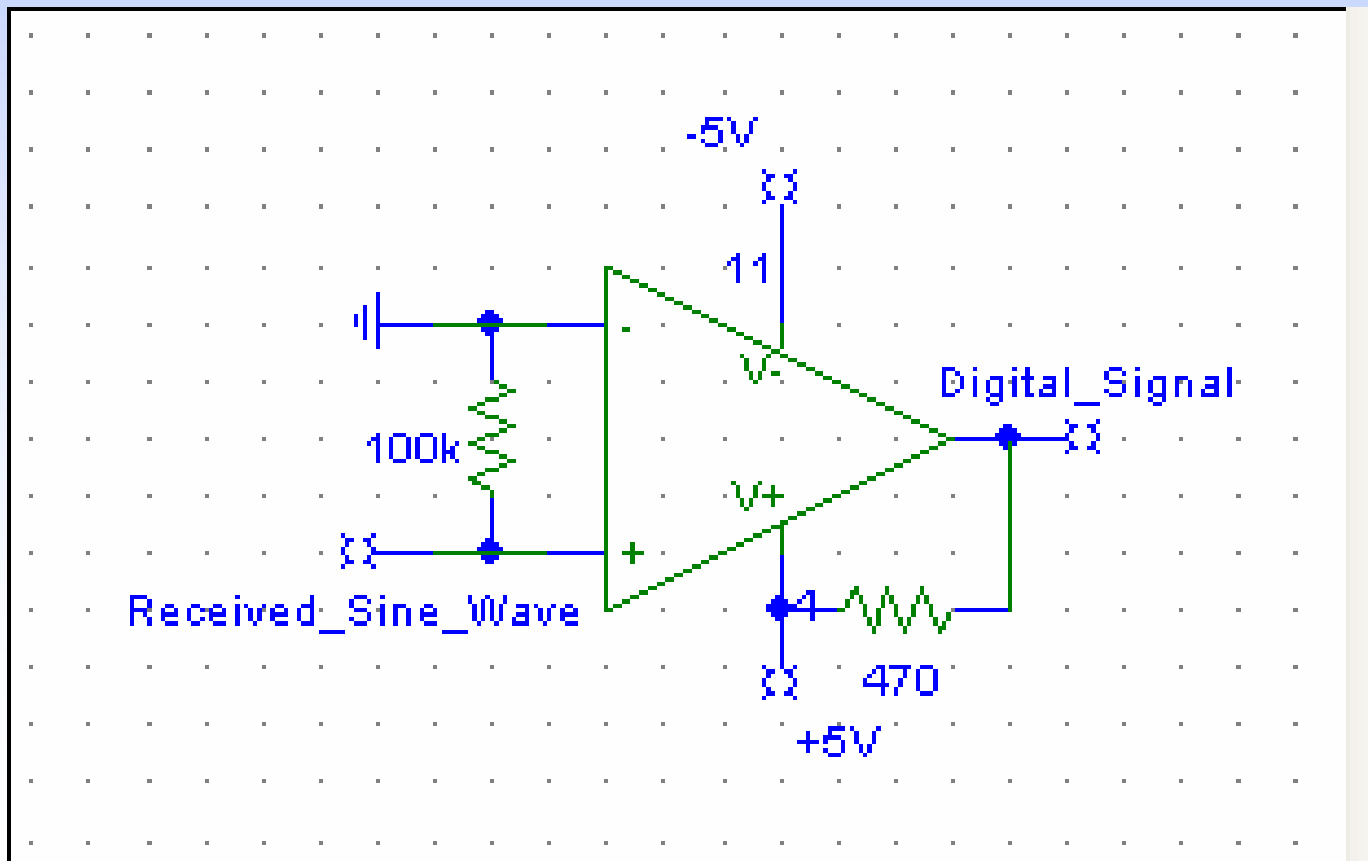 -5V
11
-
V-
Digital_Signal
100k
V+
+
Received_Sine_Wave
4
470
+5V